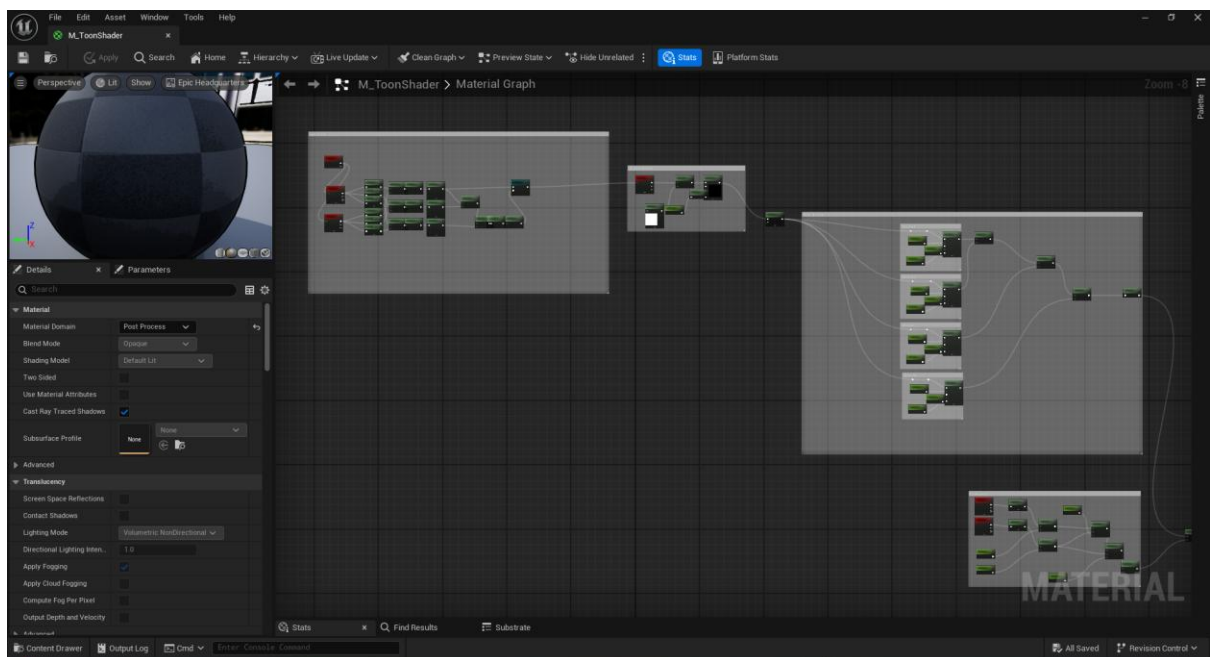 File Edit Asset Window Tools Help
M_ToonShader
Apply Search Home Hierarchy Live Update Clean Graph Preview State Hide Unrelated Stats Platform Stats
Perspective Lit Show Epic Headquarters
M_ToonShader > Material Graph
Zoom -8
Palette
Z
X
Details
Parameters
Search
Material
Material Domain Post Process
Blend Mode Opaque
Shading Model Default Lit
Two Sided
Use Material Attributes
Cast Ray Traced Shadows
Subsurface Profile None None
Advanced
Translucency
Screen Space Reflections
Contact Shadows
Lighting Mode Volumetric NonDirectional
Directional Lighting Inten..
1.0
Apply Fogging
Apply Cloud Fogging
Compute Fog Per Pixel
Output Depth and Velocity
Advanced
MATERIAL
Stats Find Results Substrate
Content Drawer Output Log Cmd Enter Console Command
All Saved Revision Control